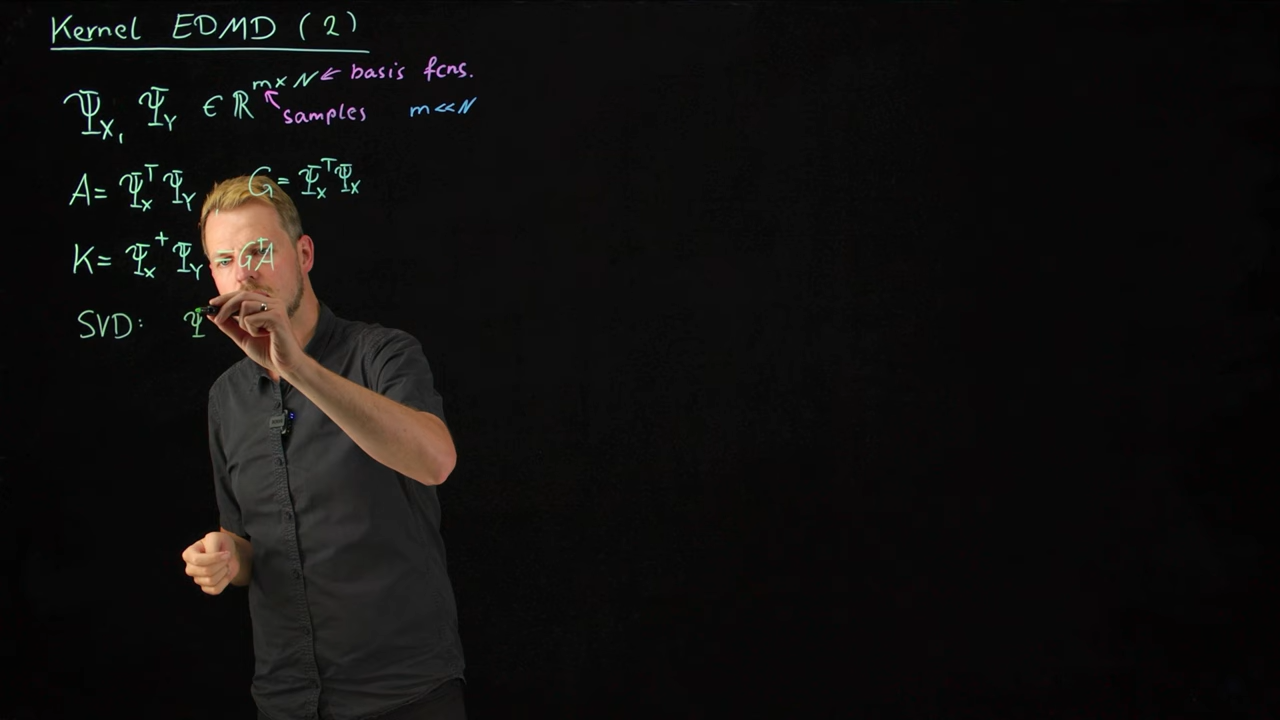 Kernel EDMD (2)
Ψ_X, Ψ_Y ∈ ℝ^{m×N} ← basis fcns.
samples m<<N
A = Ψ_X^T Ψ_Y , G = Ψ_X^T Ψ_X
K = Ψ_X^+ Ψ_Y = G^+A
SVD: Ψ